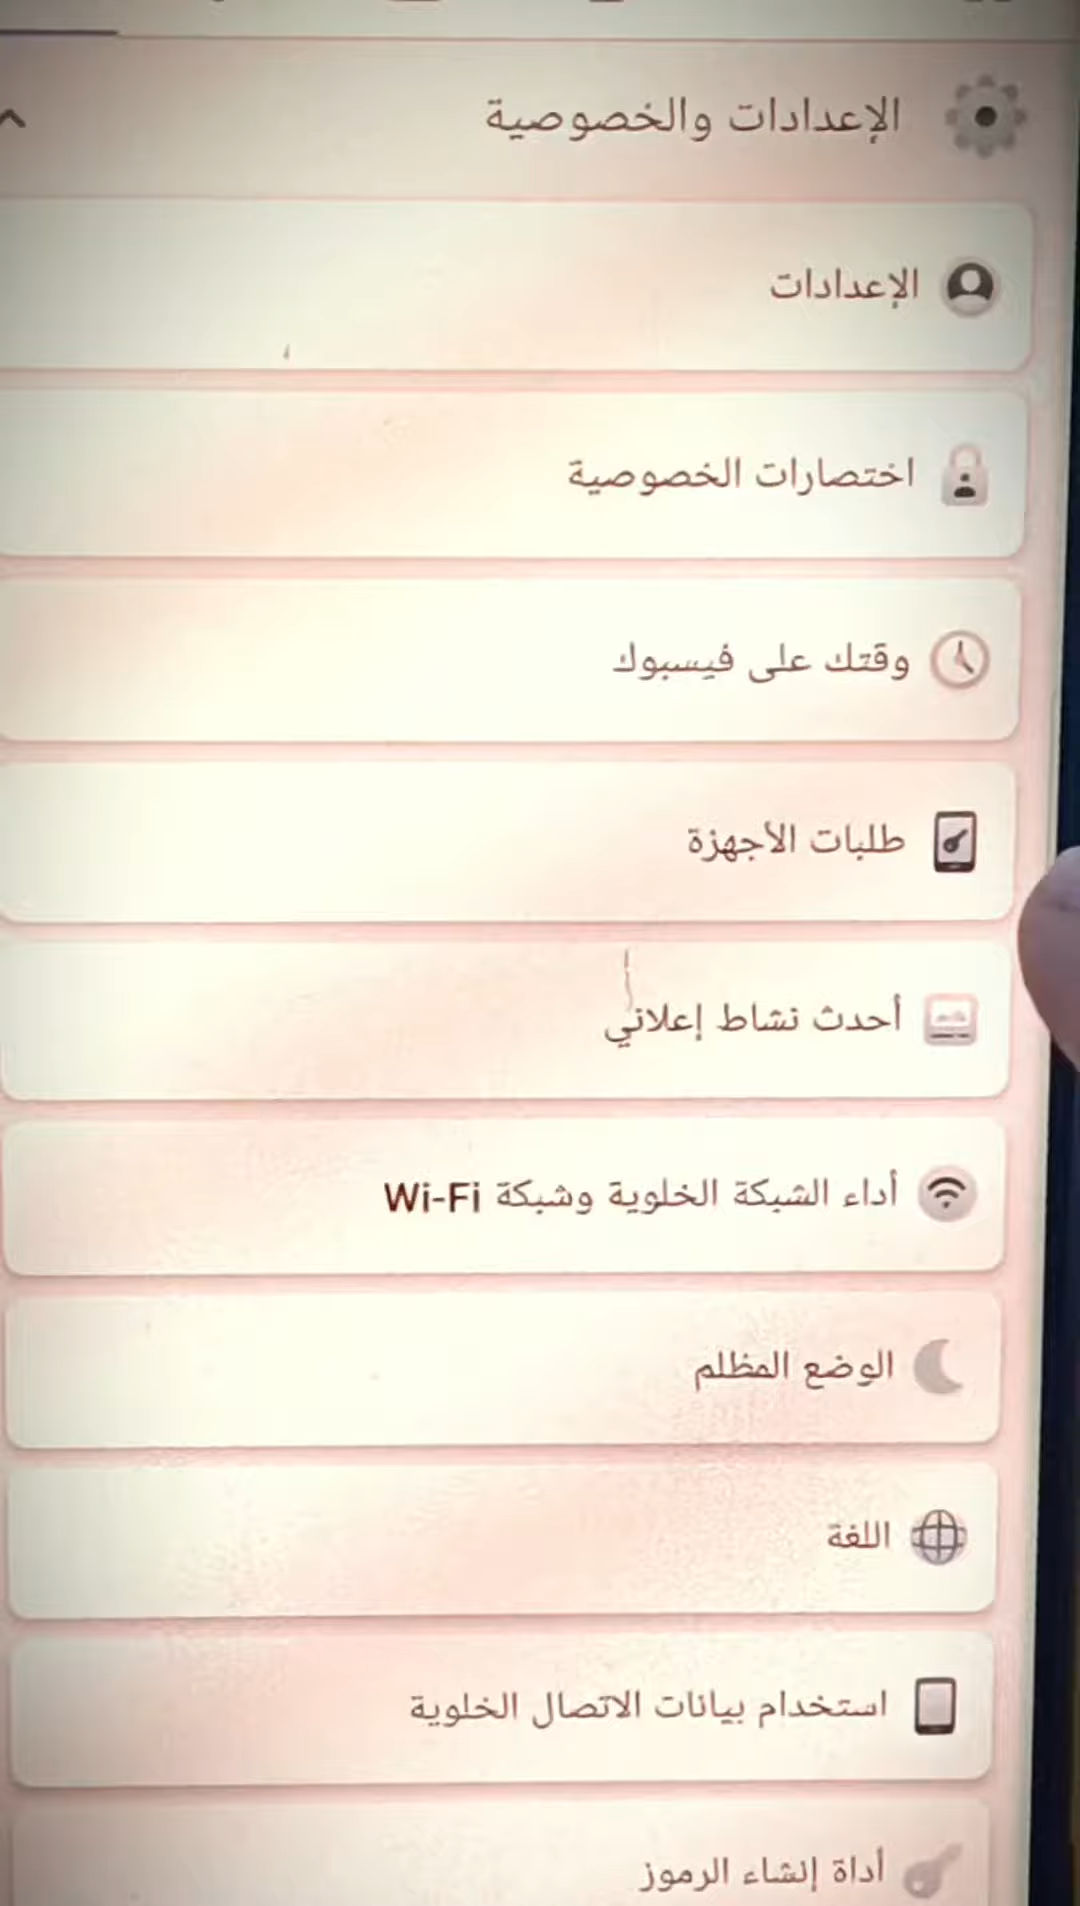 الإعدادات والخصوصية
الإعدادات
اختصارات الخصوصية
وقتك على فيسبوك
طلبات الأجهزة
أحدث نشاط إعلاني
أداء الشبكة الخلوية وشبكة Wi-Fi
الوضع المظلم
اللغة
استخدام بيانات الاتصال الخلوية
أداة إنشاء الرموز